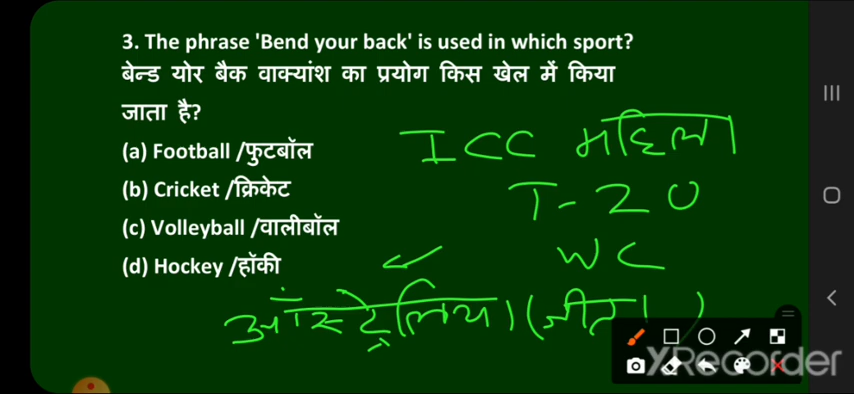 3. The phrase 'Bend your back' is used in which sport?
बेन्ड योर बैक वाक्यांश का प्रयोग किस खेल में किया
जाता है?
(a) Football /फुटबॉल
(b) Cricket /क्रिकेट
(c) Volleyball /वालीबॉल
(d) Hockey /हॉकी
ICC महिला
T-20
WC
ऑस्ट्रेलिया (जीता)
XRecorder